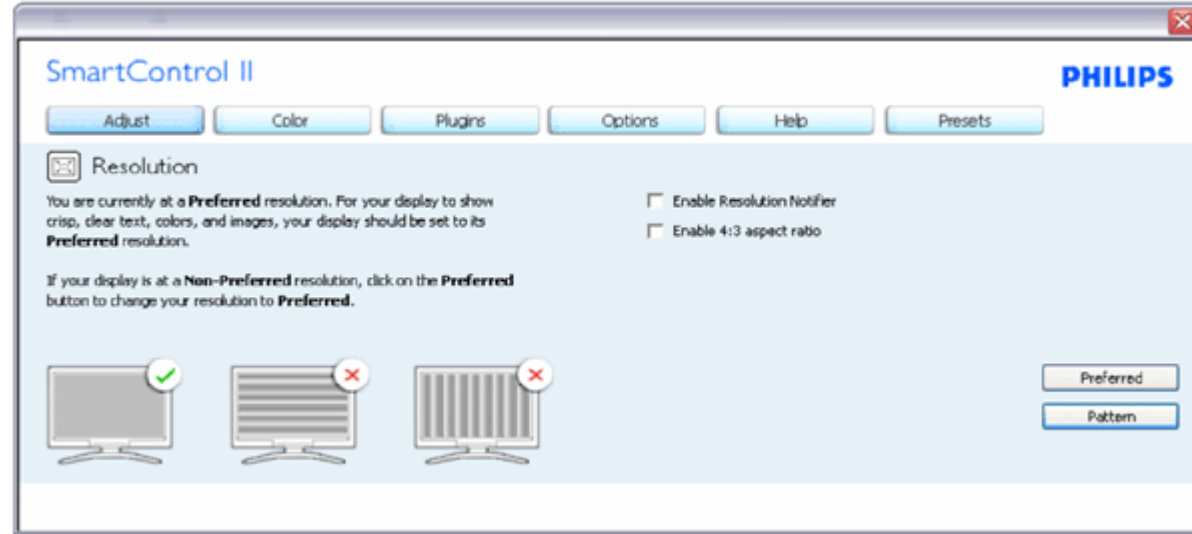 SmartControl II
PHILIPS
Adjust
Color
Plugins
Options
Help
Presets
Resolution
You are currently at a Preferred resolution. For your display to show
crisp, clear text, colors, and images, your display should be set to its
Preferred resolution.
If your display is at a Non-Preferred resolution, click on the Preferred
button to change your resolution to Preferred.
Enable Resolution Notifier
Enable 4:3 aspect ratio
Preferred
Pattern